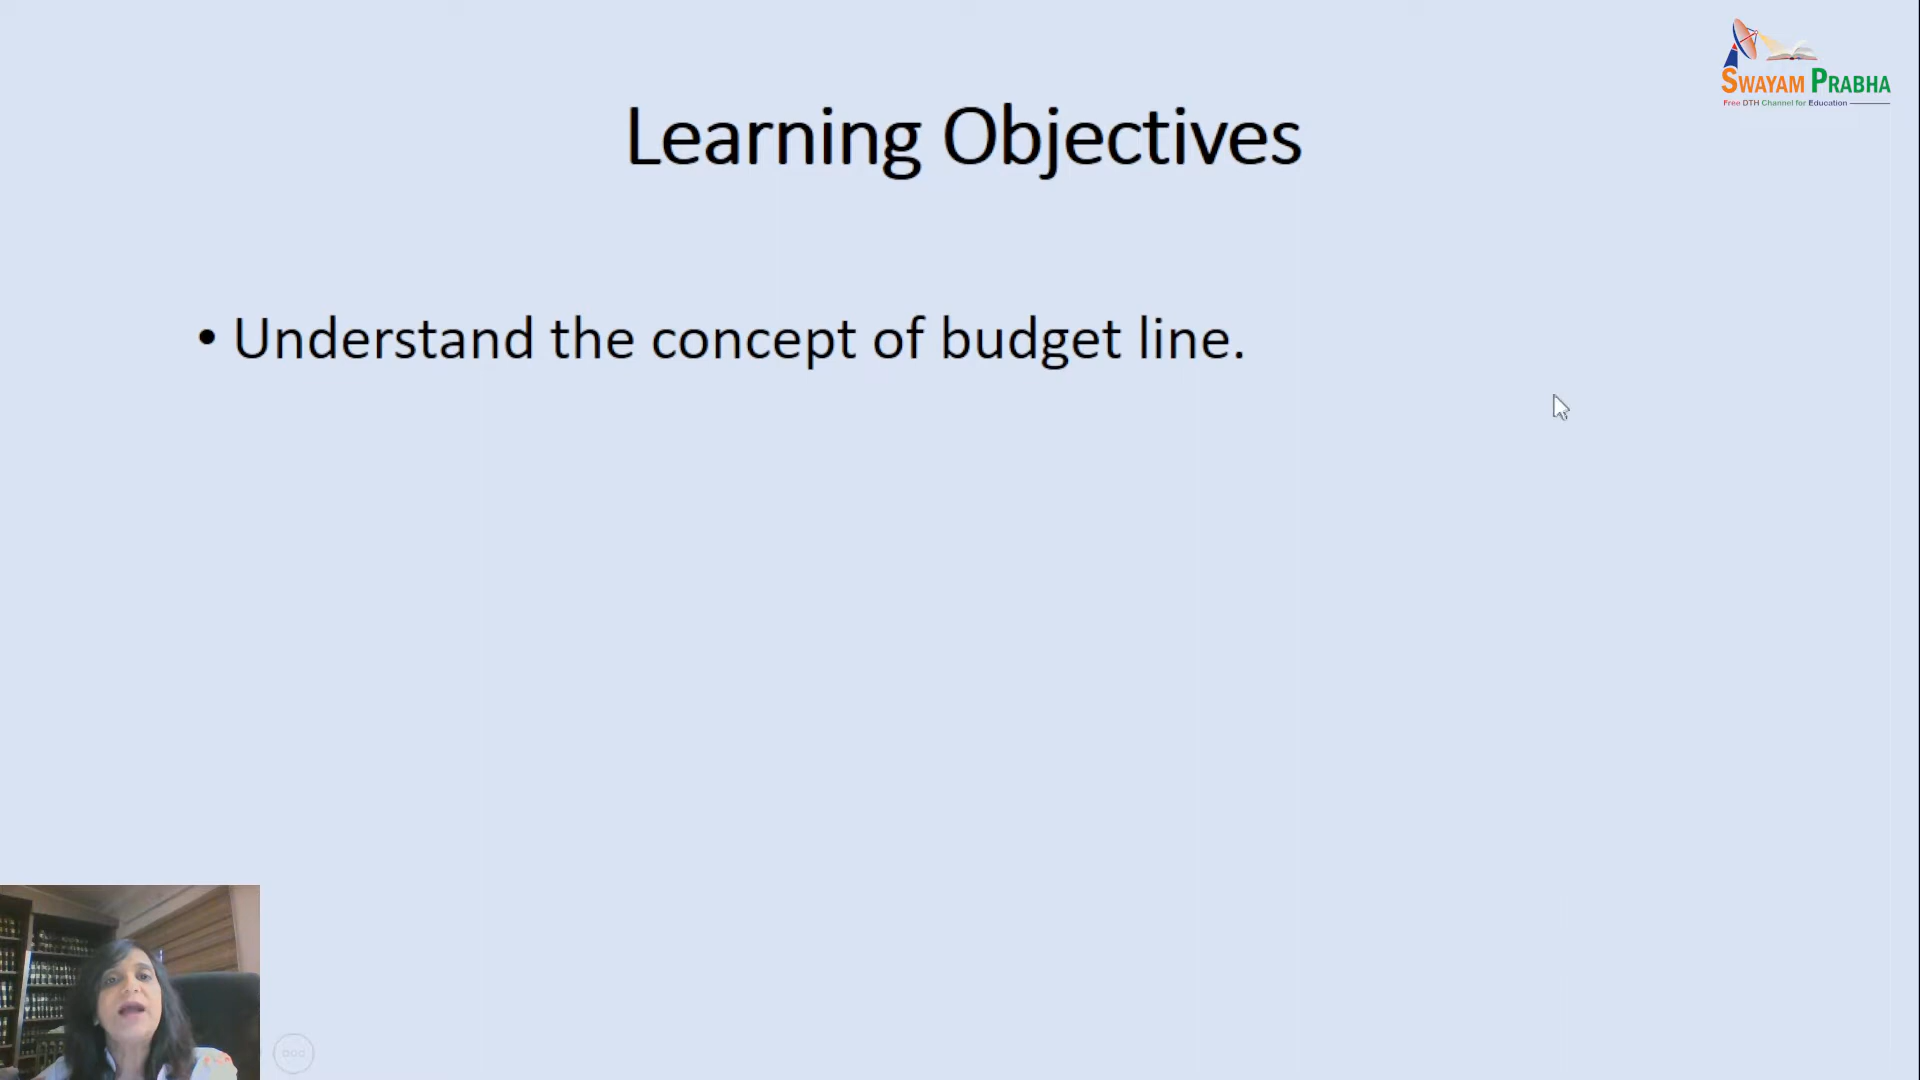 SWAYAM PRABHA
Free DTH Channel for Education
Learning Objectives
• Understand the concept of budget line.